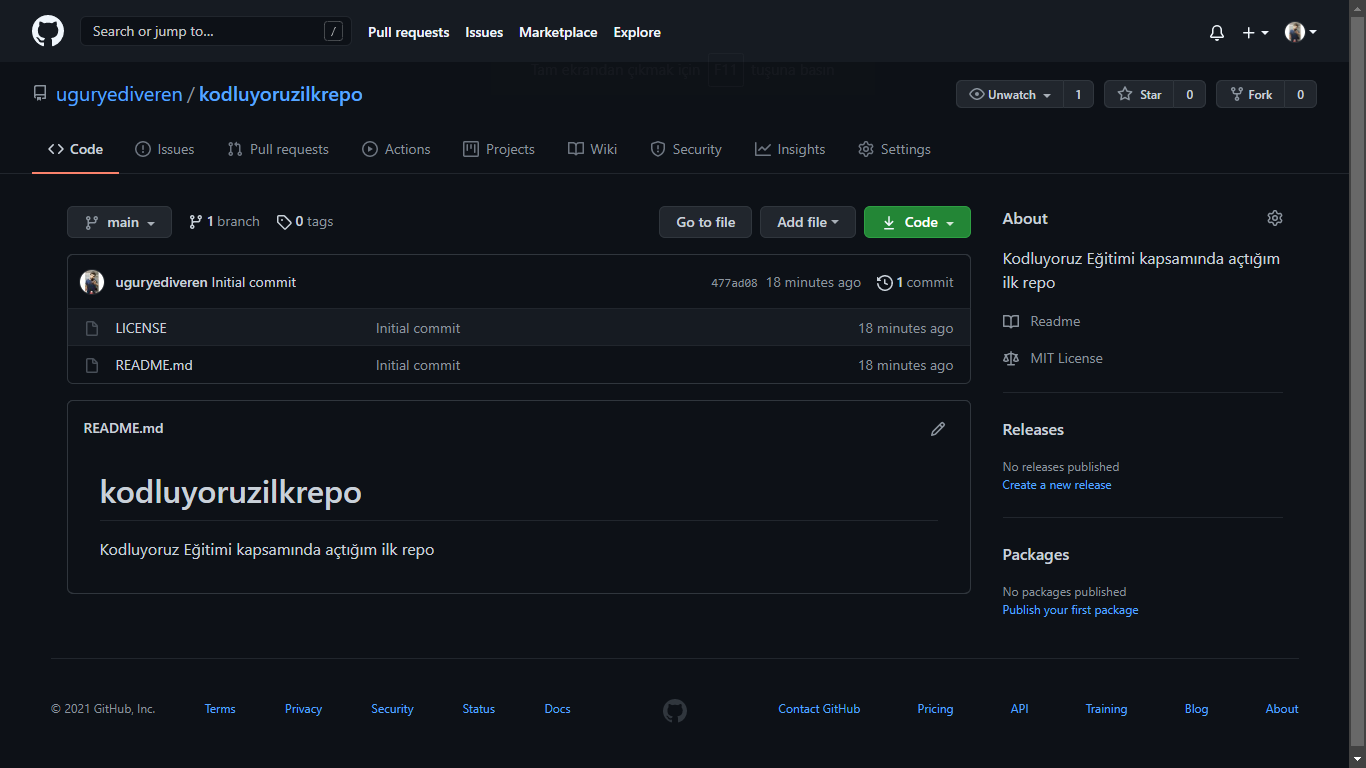 Search or jump to... /
Pull requests Issues Marketplace Explore
Tam ekrandan çıkmak için F11 tuşuna basın
uguryediveren / kodluyoruzilkrepo
Unwatch 1 Star 0 Fork 0
Code Issues Pull requests Actions Projects Wiki Security Insights Settings
main 1 branch 0 tags Go to file Add file Code
uguryediveren Initial commit 477ad08 18 minutes ago 1 commit
LICENSE Initial commit 18 minutes ago
README.md Initial commit 18 minutes ago
README.md
kodluyoruzilkrepo
Kodluyoruz Eğitimi kapsamında açtığım ilk repo
About
Kodluyoruz Eğitimi kapsamında açtığım
ilk repo
Readme
MIT License
Releases
No releases published
Create a new release
Packages
No packages published
Publish your first package
© 2021 GitHub, Inc. Terms Privacy Security Status Docs Contact GitHub Pricing API Training Blog About